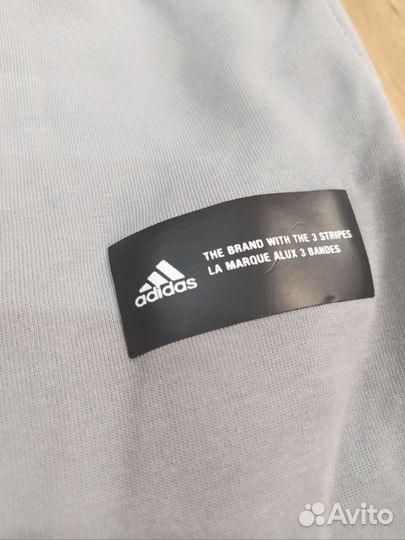 THE BRAND WITH THE 3 STRIPES
LA MARQUE ALUX 3 BANDES
adidas
Avito